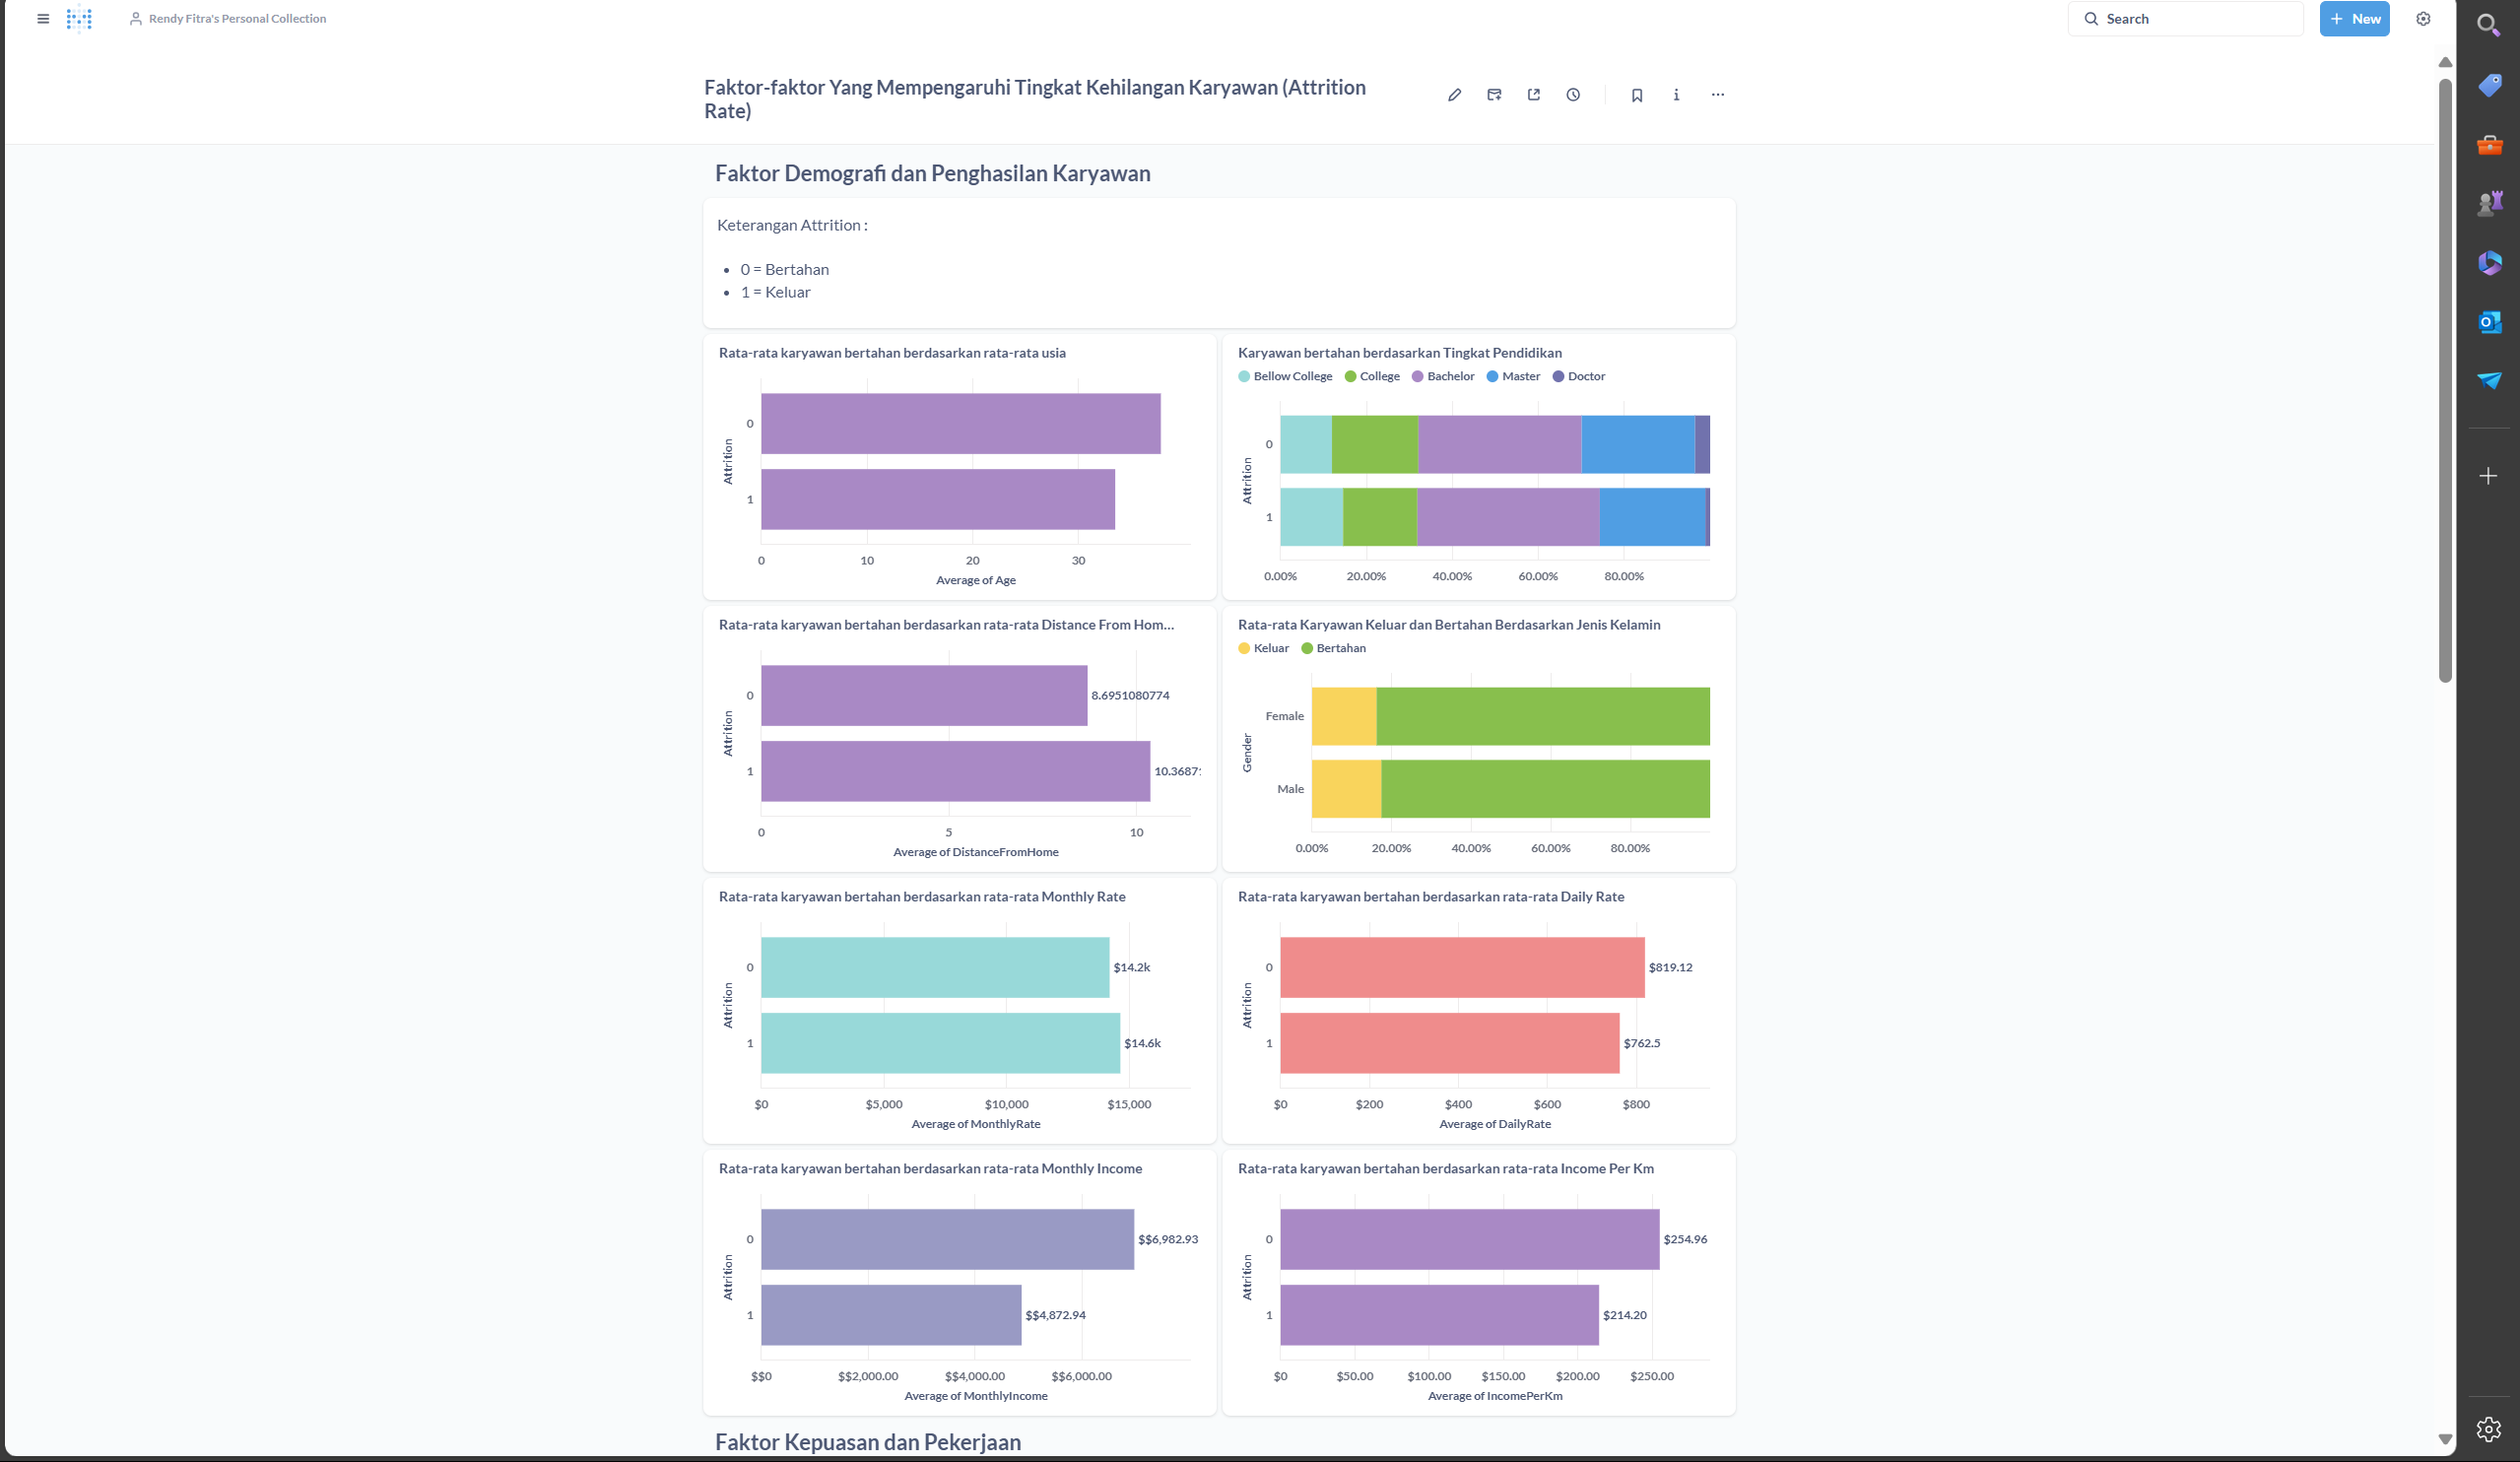 Rendy Fitra's Personal Collection
Search
New
Faktor-faktor Yang Mempengaruhi Tingkat Kehilangan Karyawan (Attrition
Rate)
Faktor Demografi dan Penghasilan Karyawan
Keterangan Attrition :
0 = Bertahan
1 = Keluar
Rata-rata karyawan bertahan berdasarkan rata-rata usia
Attrition
0
1
0 10 20 30
Average of Age
Karyawan bertahan berdasarkan Tingkat Pendidikan
Bellow College College Bachelor Master Doctor
Attrition
0
1
0.00% 20.00% 40.00% 60.00% 80.00%
Rata-rata karyawan bertahan berdasarkan rata-rata Distance From Hom...
Attrition
0 8.6951080774
1 10.3687
0 5 10
Average of DistanceFromHome
Rata-rata Karyawan Keluar dan Bertahan Berdasarkan Jenis Kelamin
Keluar Bertahan
Gender
Female
Male
0.00% 20.00% 40.00% 60.00% 80.00%
Rata-rata karyawan bertahan berdasarkan rata-rata Monthly Rate
Attrition
0 $14.2k
1 $14.6k
$0 $5,000 $10,000 $15,000
Average of MonthlyRate
Rata-rata karyawan bertahan berdasarkan rata-rata Daily Rate
Attrition
0 $819.12
1 $762.5
$0 $200 $400 $600 $800
Average of DailyRate
Rata-rata karyawan bertahan berdasarkan rata-rata Monthly Income
Attrition
0 $$6,982.93
1 $$4,872.94
$$0 $$2,000.00 $$4,000.00 $$6,000.00
Average of MonthlyIncome
Rata-rata karyawan bertahan berdasarkan rata-rata Income Per Km
Attrition
0 $254.96
1 $214.20
$0 $50.00 $100.00 $150.00 $200.00 $250.00
Average of IncomePerKm
Faktor Kepuasan dan Pekerjaan